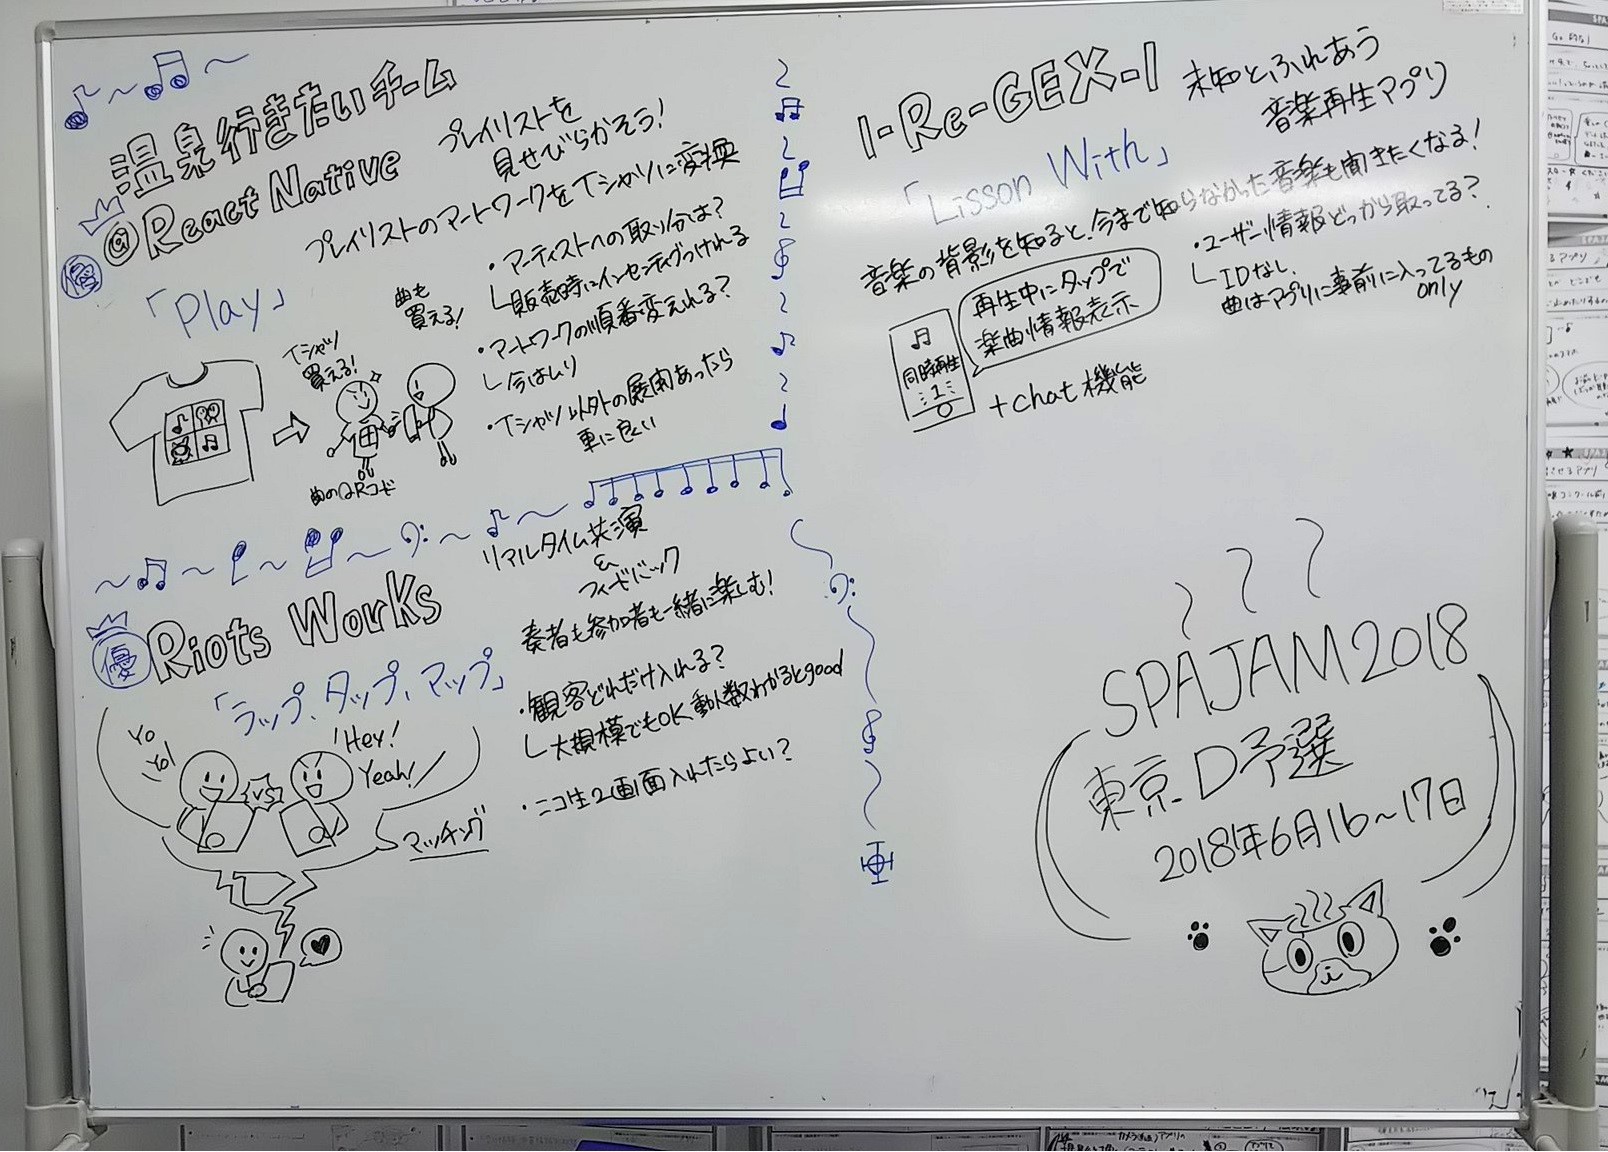 温泉行きたいチーム
@React Native
優
プレイリストを
見せびらかそう!
プレイリストのアートワークをTシャツに変換
「Play」
Tシャツ
買える!
曲も
買える!
曲のQRコード
・アーティストへの取り分は?
└販売時にインセンティブつけれる
・アートワークの順番変えれる?
└今はムリ
・Tシャツ以外の展開あったら
更に良い
優
Riots Works
リアルタイム共演
&
フィードバック
奏者も参加者も一緒に楽しむ!
「ラップ、タップ、マップ」
Yo
Yo!
VS
Hey!
Yeah!
マッチング
・観客どれだけ入れる?
└大規模でもOK、動員数わかるとgood
・ニコ生2画面入れたらよい?
1-Re-GEX-1
未知とふれあう
音楽再生アプリ
「Lisson With」
音楽の背景を知ると、今まで知らなかった音楽も聞きたくなる!
再生中にタップで
楽曲情報表示
同時再生
1
+chat機能
・ユーザー情報どっから取ってる?
└IDなし、
曲はアプリに事前に入ってるもの
only
SPAJAM2018
東京D予選
2018年6月16~17日